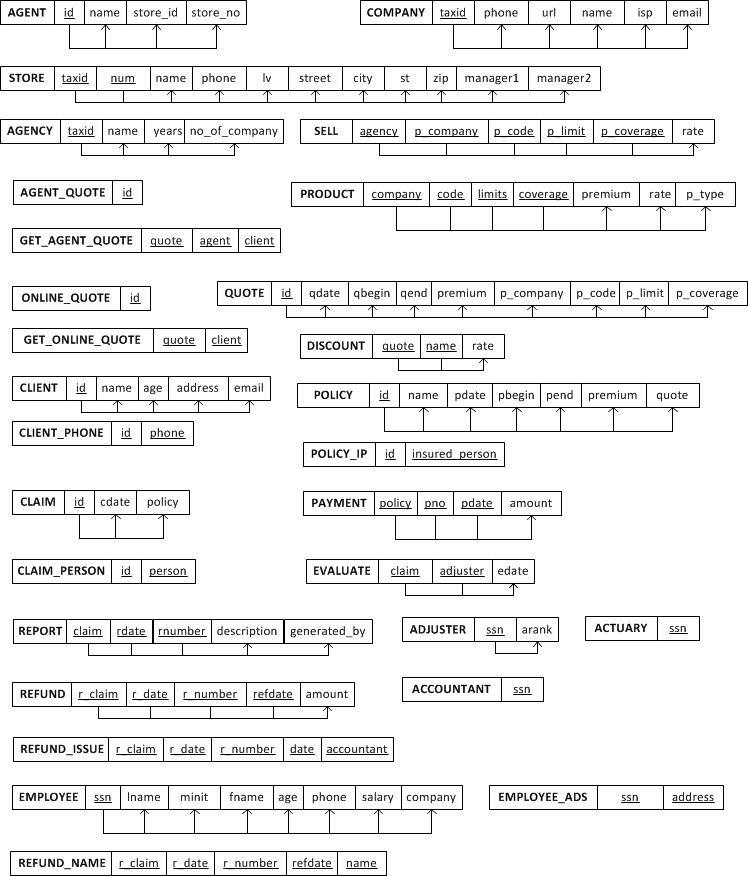 AGENT id name store_id store_no
COMPANY taxid phone url name isp email
STORE taxid num name phone lv street city st zip manager1 manager2
AGENCY taxid name years no_of_company
SELL agency p_company p_code p_limit p_coverage rate
AGENT_QUOTE id
PRODUCT company code limits coverage premium rate p_type
GET_AGENT_QUOTE quote agent client
ONLINE_QUOTE id
QUOTE id qdate qbegin qend premium p_company p_code p_limit p_coverage
GET_ONLINE_QUOTE quote client
DISCOUNT quote name rate
CLIENT id name age address email
POLICY id name pdate pbegin pend premium quote
CLIENT_PHONE id phone
POLICY_IP id insured_person
CLAIM id cdate policy
PAYMENT policy pno pdate amount
CLAIM_PERSON id person
EVALUATE claim adjuster edate
REPORT claim rdate rnumber description generated_by
ADJUSTER ssn arank
ACTUARY ssn
REFUND r_claim r_date r_number refdate amount
ACCOUNTANT ssn
REFUND_ISSUE r_claim r_date r_number date accountant
EMPLOYEE ssn lname minit fname age phone salary company
EMPLOYEE_ADS ssn address
REFUND_NAME r_claim r_date r_number refdate name